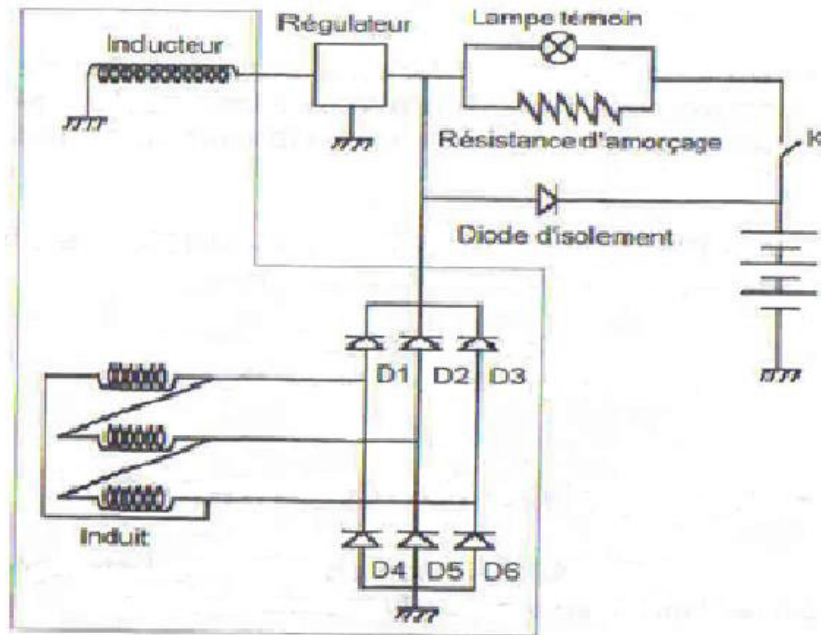 Lampe témoin
Régulateur
Inducteur
Résistance d'amorçage
K
Diode d'isolement
D1 D2 D3
Induit
D4 D5 D6